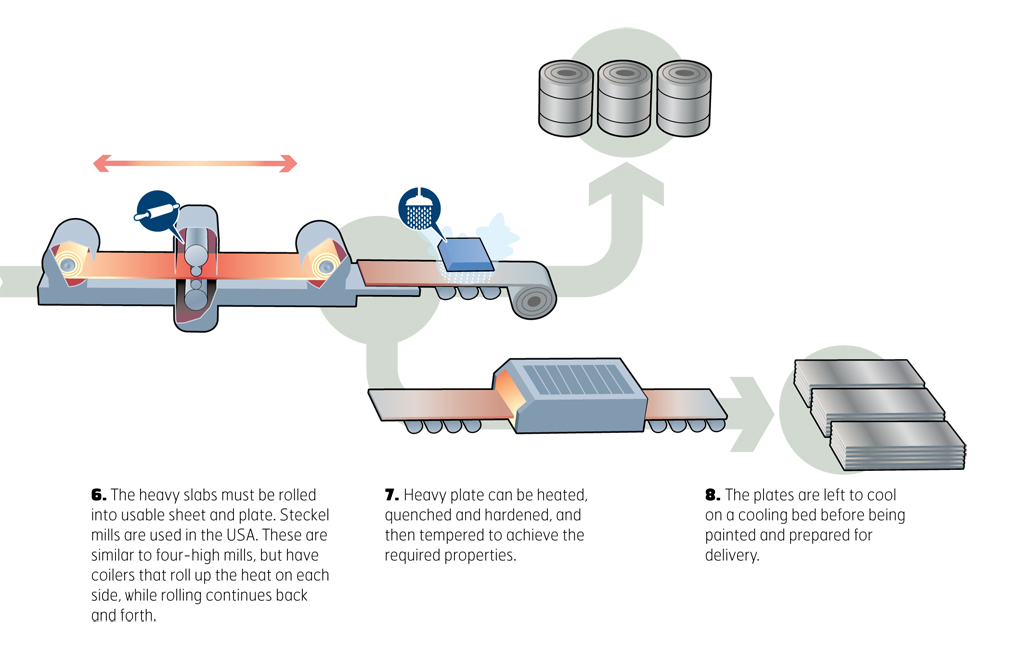 6. The heavy slabs must be rolled
into usable sheet and plate. Steckel
mills are used in the USA. These are
similar to four-high mills, but have
coilers that roll up the heat on each
side, while rolling continues back
and forth.
7. Heavy plate can be heated,
quenched and hardened, and
then tempered to achieve the
required properties.
8. The plates are left to cool
on a cooling bed before being
painted and prepared for
delivery.